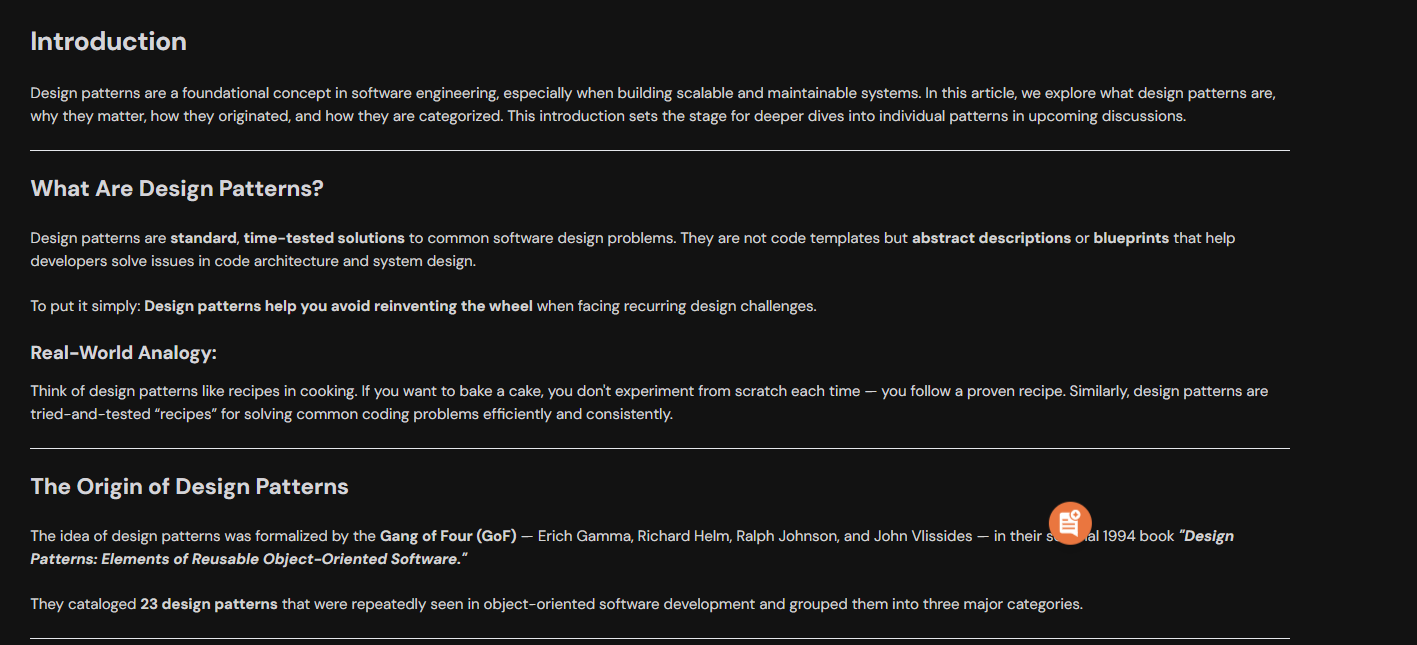 Introduction
Design patterns are a foundational concept in software engineering, especially when building scalable and maintainable systems. In this article, we explore what design patterns are,
why they matter, how they originated, and how they are categorized. This introduction sets the stage for deeper dives into individual patterns in upcoming discussions.
What Are Design Patterns?
Design patterns are standard, time-tested solutions to common software design problems. They are not code templates but abstract descriptions or blueprints that help
developers solve issues in code architecture and system design.
To put it simply: Design patterns help you avoid reinventing the wheel when facing recurring design challenges.
Real-World Analogy:
Think of design patterns like recipes in cooking. If you want to bake a cake, you don't experiment from scratch each time — you follow a proven recipe. Similarly, design patterns are
tried-and-tested “recipes” for solving common coding problems efficiently and consistently.
The Origin of Design Patterns
The idea of design patterns was formalized by the Gang of Four (GoF) — Erich Gamma, Richard Helm, Ralph Johnson, and John Vlissides — in their 1994 book "Design
Patterns: Elements of Reusable Object-Oriented Software."
They cataloged 23 design patterns that were repeatedly seen in object-oriented software development and grouped them into three major categories.